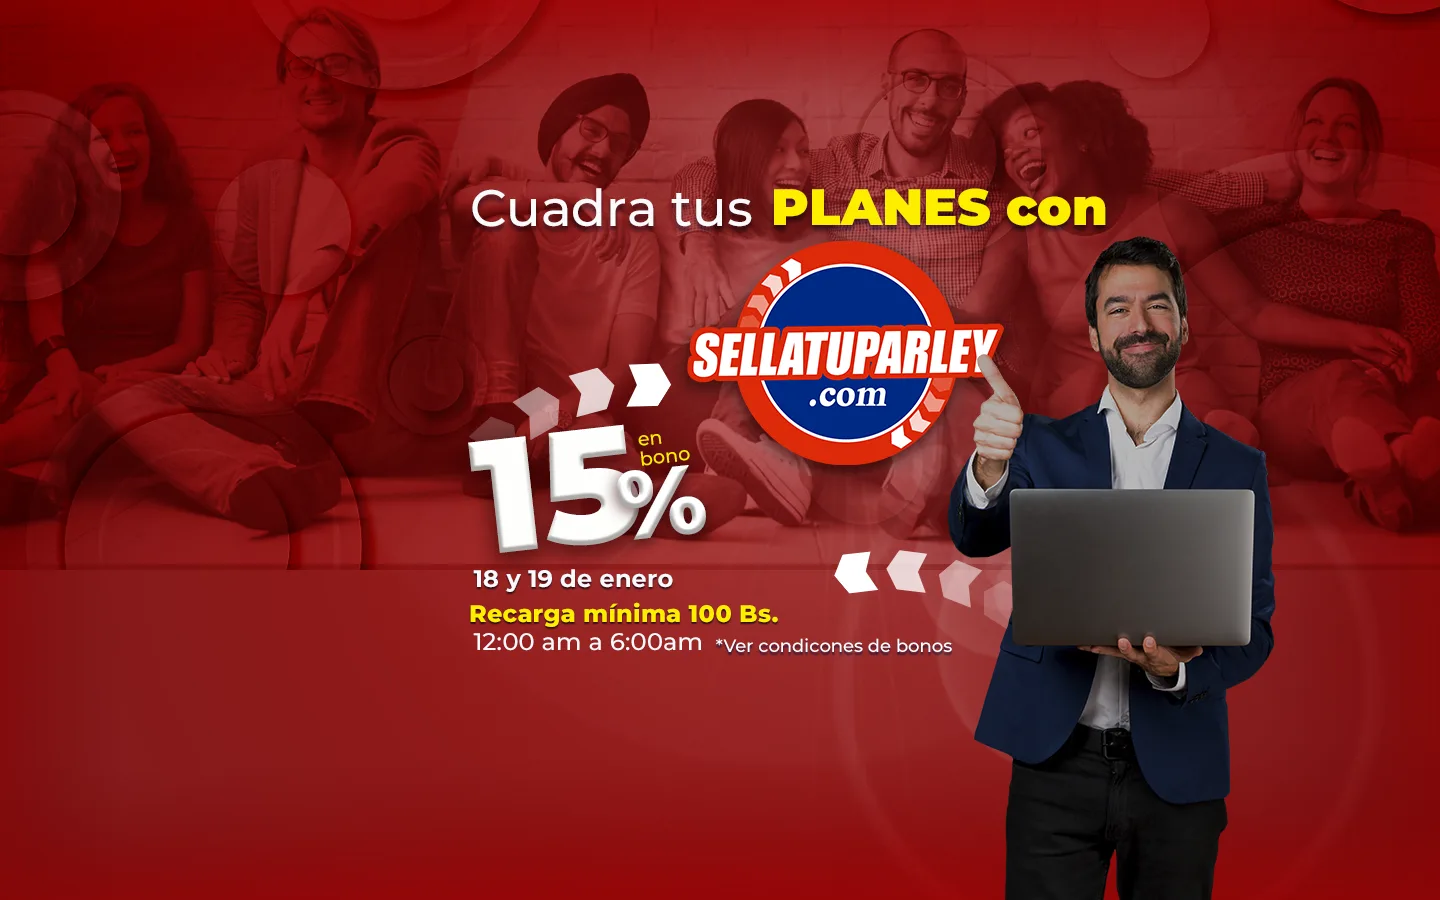 Cuadra tus PLANES con
SELLATUPARLEY
.com
15%
en
bono
18 y 19 de enero
Recarga mínima 100 Bs.
12:00 am a 6:00am *Ver condicones de bonos